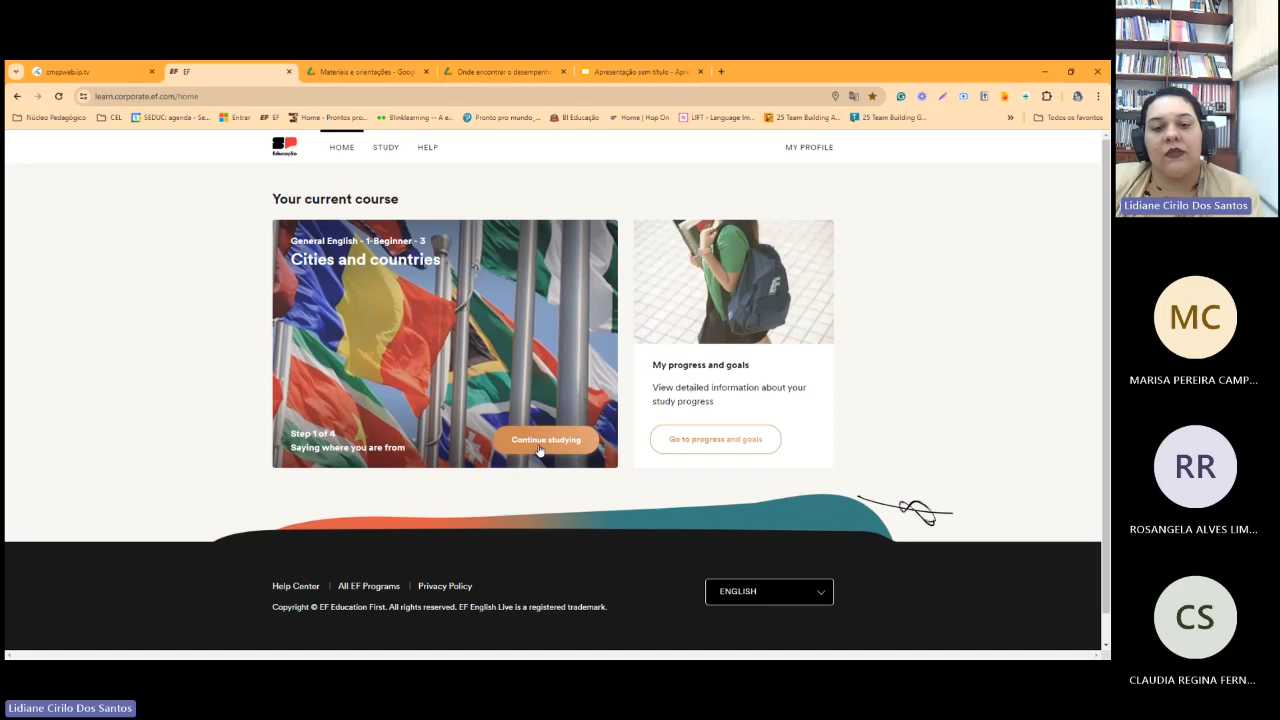 cmspweb.ip.tv
EF EF
Materiais e orientações - Goog
Onde encontrar o desempenh
Apresentação sem título - Apre
learn.corporate.ef.com/home
Núcleo Pedagógico
CEL
SEDUC: agenda - Se...
Entrar
EF EF
Home - Prontos pro...
Blinklearning -- A e...
Pronto pro mundo_...
BI Educação
Home | Hop On
LIFT - Language Im...
25 Team Building A...
25 Team Building G...
Todos os favoritos
SP
Educação
HOME
STUDY
HELP
MY PROFILE
Your current course
General English - 1-Beginner - 3
Cities and countries
Step 1 of 4
Saying where you are from
Continue studying
EF
My progress and goals
View detailed information about your
study progress
Go to progress and goals
Help Center | All EF Programs | Privacy Policy
Copyright © EF Education First. All rights reserved. EF English Live is a registered trademark.
ENGLISH
Lidiane Cirilo Dos Santos
MC
MARISA PEREIRA CAMP...
RR
ROSANGELA ALVES LIM...
CS
CLAUDIA REGINA FERN...
Lidiane Cirilo Dos Santos